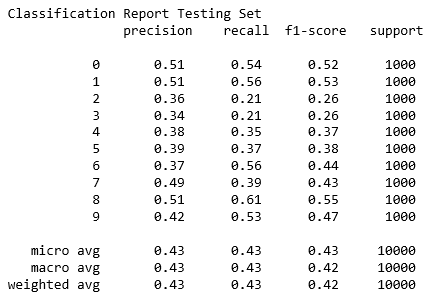 Classification Report Testing Set
precision recall f1-score support
0 0.51 0.54 0.52 1000
1 0.51 0.56 0.53 1000
2 0.36 0.21 0.26 1000
3 0.34 0.21 0.26 1000
4 0.38 0.35 0.37 1000
5 0.39 0.37 0.38 1000
6 0.37 0.56 0.44 1000
7 0.49 0.39 0.43 1000
8 0.51 0.61 0.55 1000
9 0.42 0.53 0.47 1000
micro avg 0.43 0.43 0.43 10000
macro avg 0.43 0.43 0.42 10000
weighted avg 0.43 0.43 0.42 10000